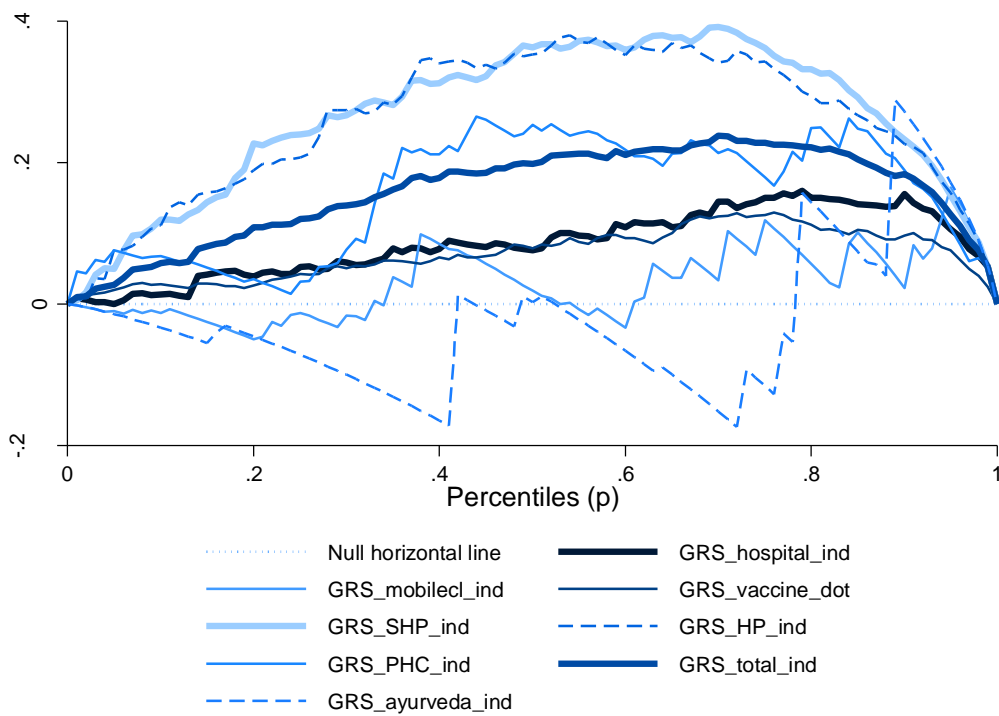 .4
.2
0
-.2
0 .2 .4 .6 .8 1
Percentiles (p)
Null horizontal line GRS_hospital_ind
GRS_mobilecl_ind GRS_vaccine_dot
GRS_SHP_ind GRS_HP_ind
GRS_PHC_ind GRS_total_ind
GRS_ayurveda_ind